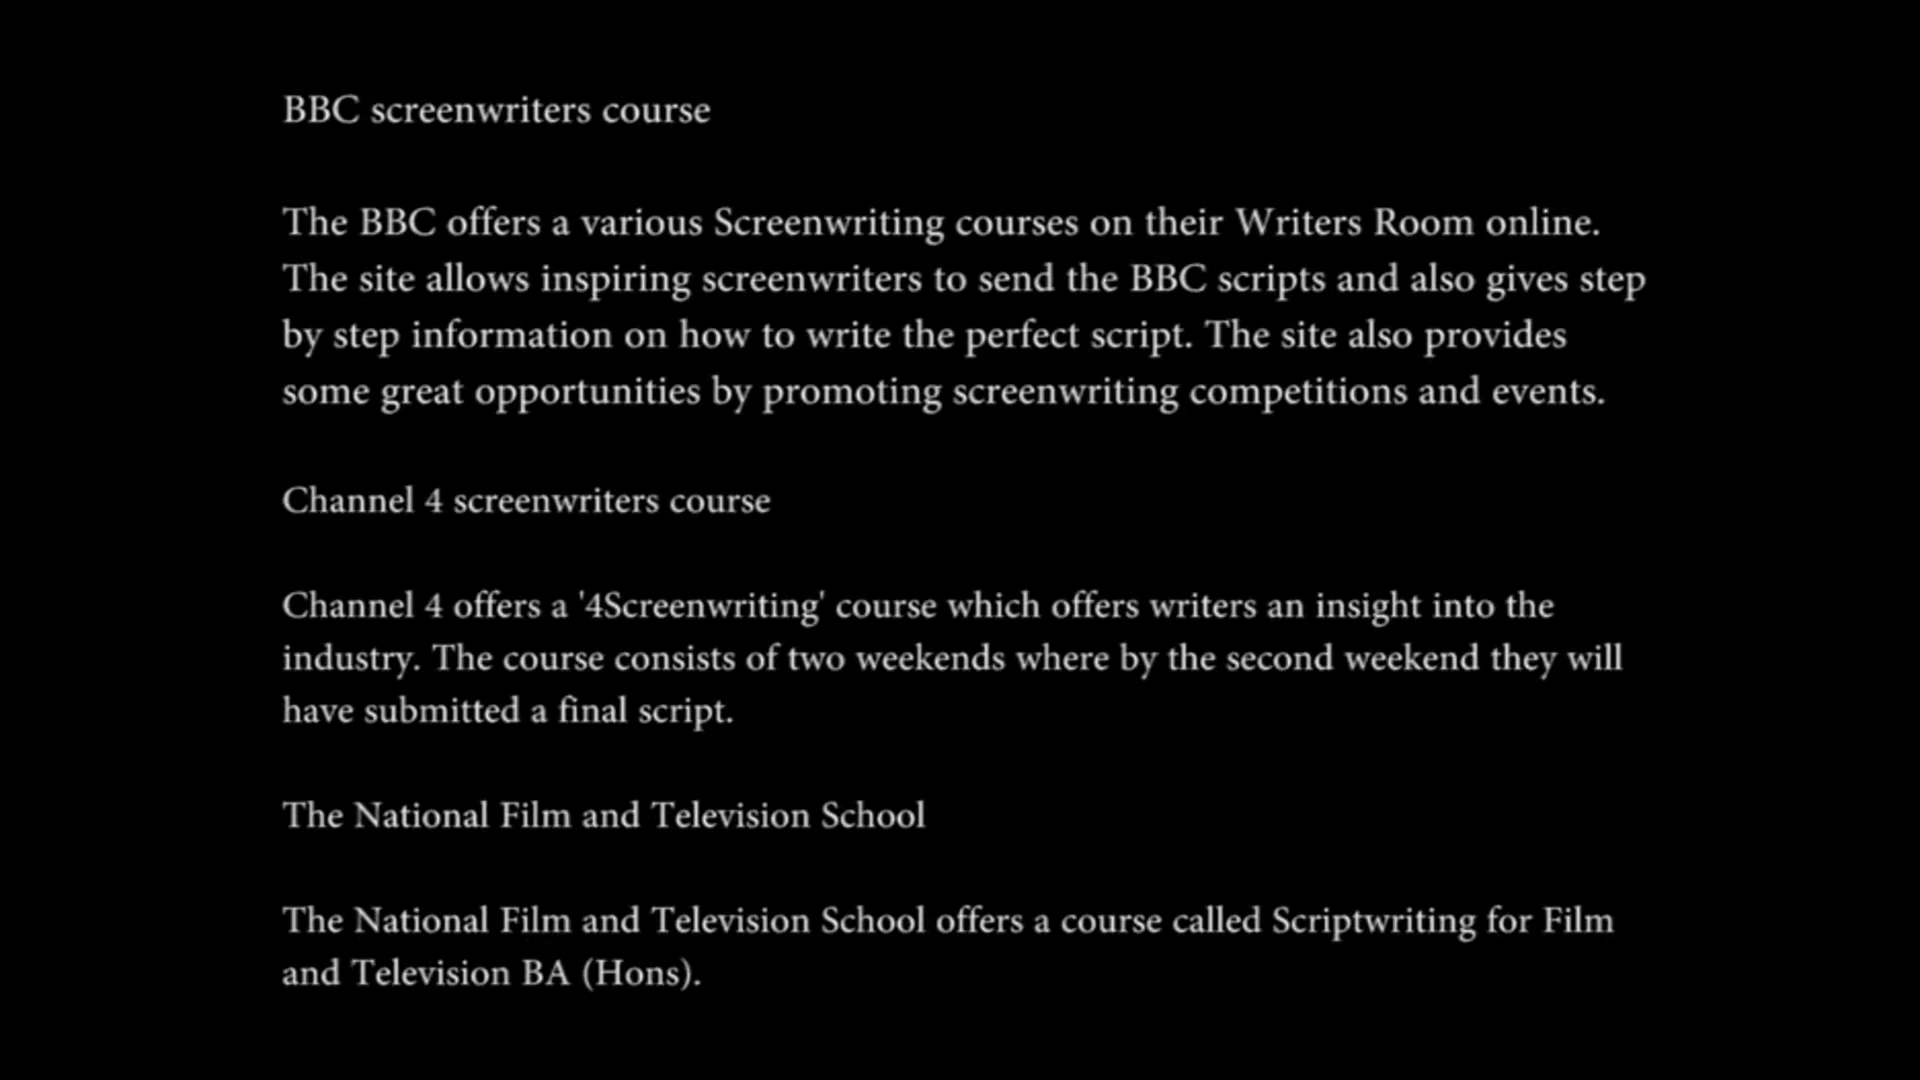 BBC screenwriters course
The BBC offers a various Screenwriting courses on their Writers Room online.
The site allows inspiring screenwriters to send the BBC scripts and also gives step
by step information on how to write the perfect script. The site also provides
some great opportunities by promoting screenwriting competitions and events.
Channel 4 screenwriters course
Channel 4 offers a '4Screenwriting' course which offers writers an insight into the
industry. The course consists of two weekends where by the second weekend they will
have submitted a final script.
The National Film and Television School
The National Film and Television School offers a course called Scriptwriting for Film
and Television BA (Hons).